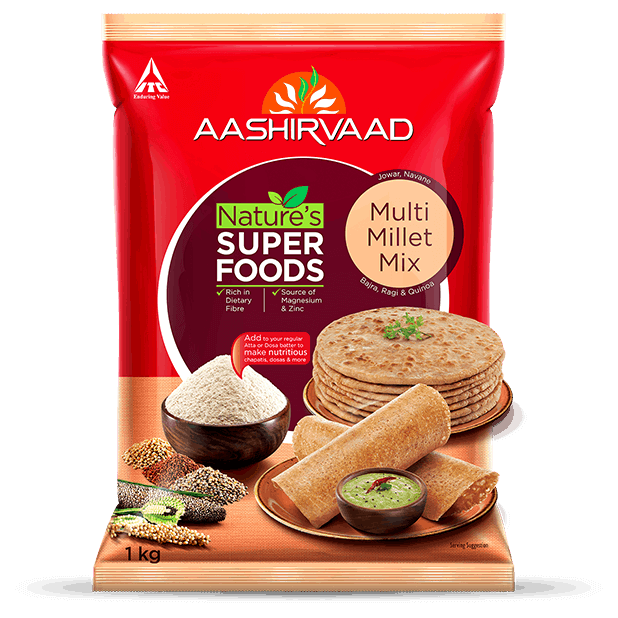 ITC
Enduring Value
AASHIRVAAD
Jowar, Navane
Multi
Millet
Mix
Bajra, Ragi & Quinoa
Nature's
SUPER
FOODS
Rich in
Dietary
Fibre
Source of
Magnesium
& Zinc
Add to your regular
Atta or Dosa batter to
make nutritious
chapatis, dosas & more
1 kg
Serving Suggestion